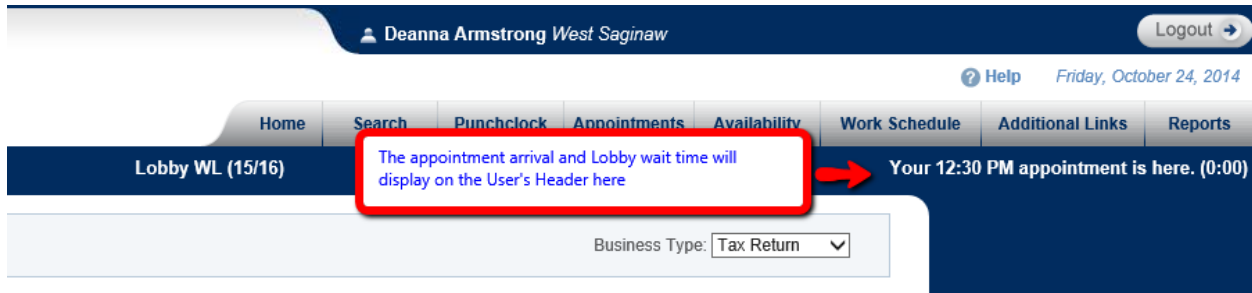 Deanna Armstrong West Saginaw
Logout
Help Friday, October 24, 2014
Home Search Punchclock Appointments Availability Work Schedule Additional Links Reports
Lobby WL (15/16)
The appointment arrival and Lobby wait time will
display on the User's Header here
Your 12:30 PM appointment is here. (0:00)
Business Type: Tax Return